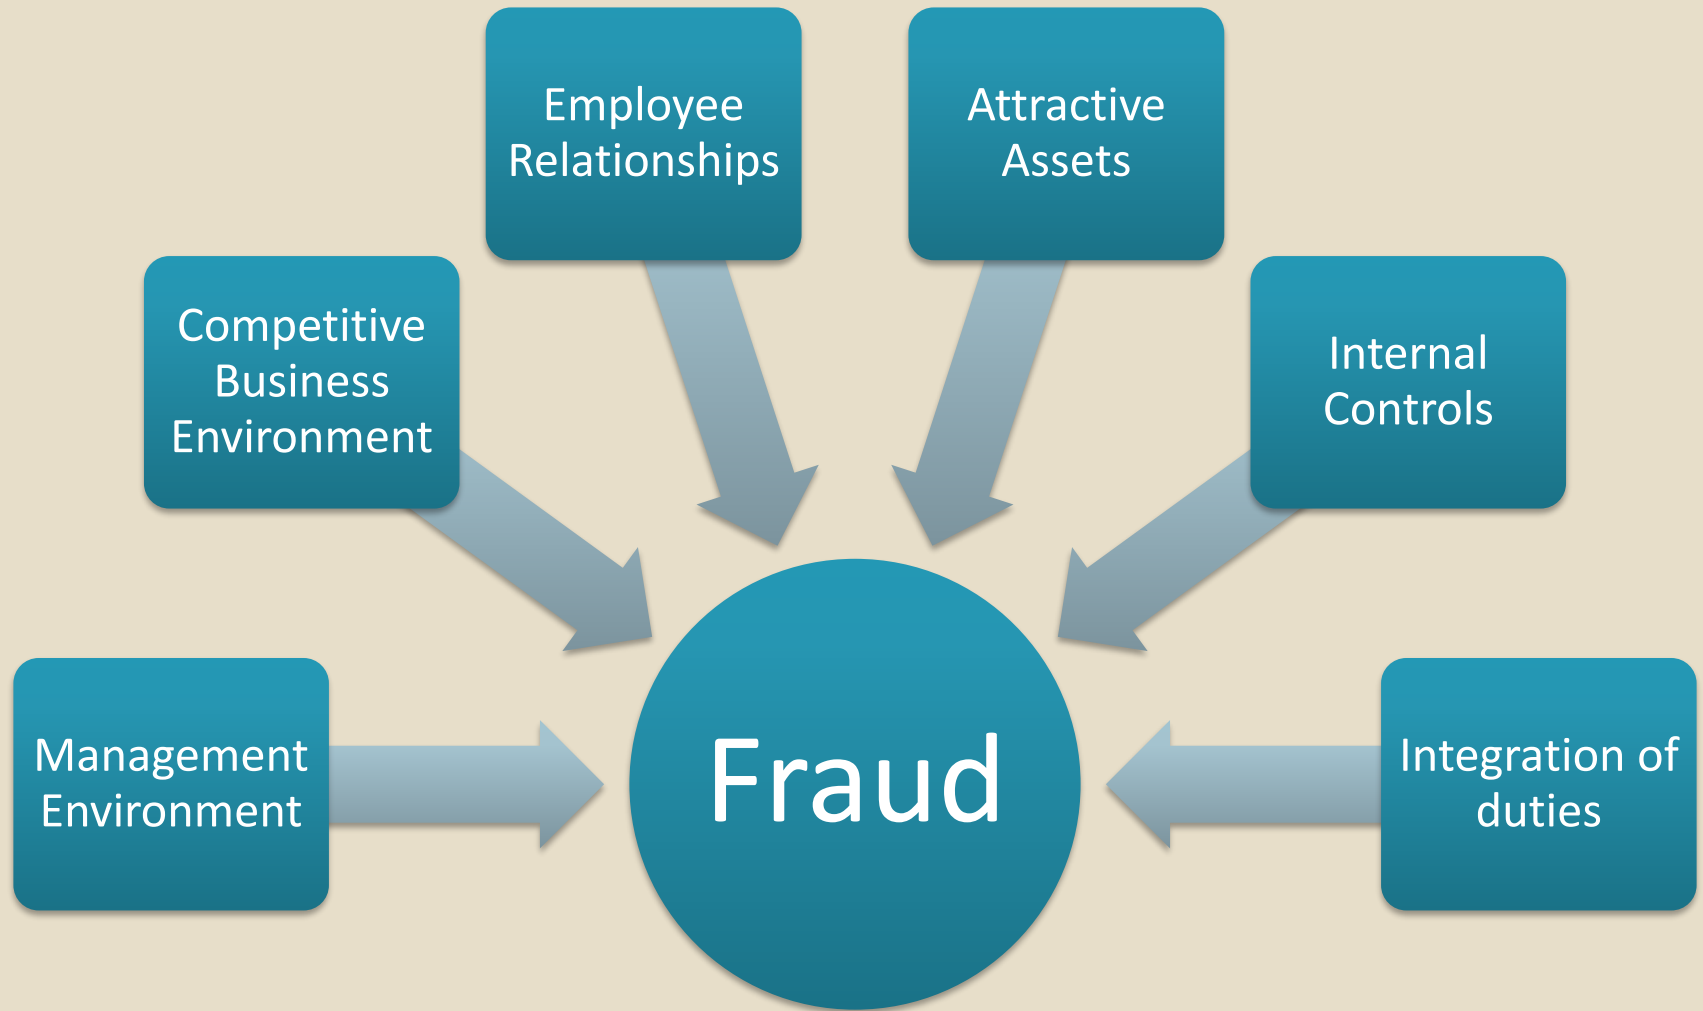 Employee
Relationships
Attractive
Assets
Competitive
Business
Environment
Internal
Controls
Management
Environment
Fraud
Integration of
duties